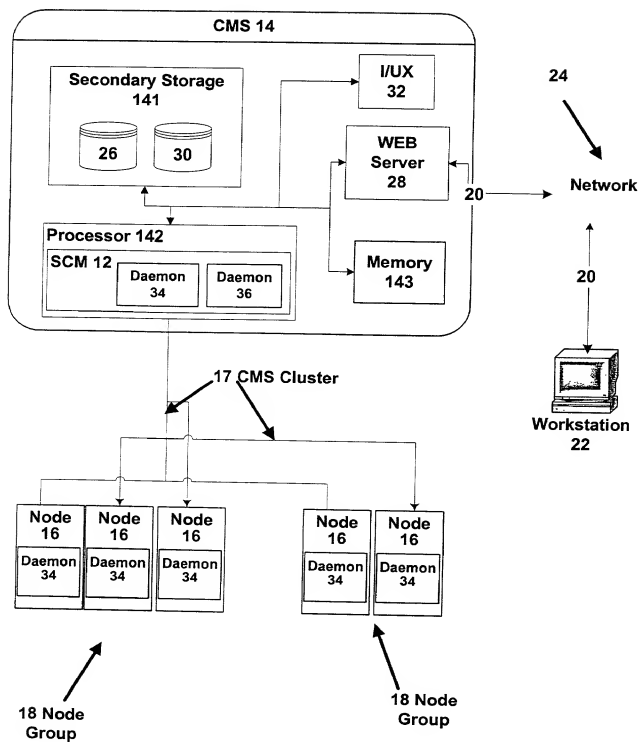 CMS 14
Secondary Storage
141
26
30
I/UX
32
WEB
Server
28
20
24
Network
Processor 142
SCM 12
Daemon
34
Daemon
36
Memory
143
20
Workstation
22
17 CMS Cluster
Node
16
Daemon
34
Node
16
Daemon
34
Node
16
Daemon
34
Node
16
Daemon
34
Node
16
Daemon
34
18 Node
Group
18 Node
Group